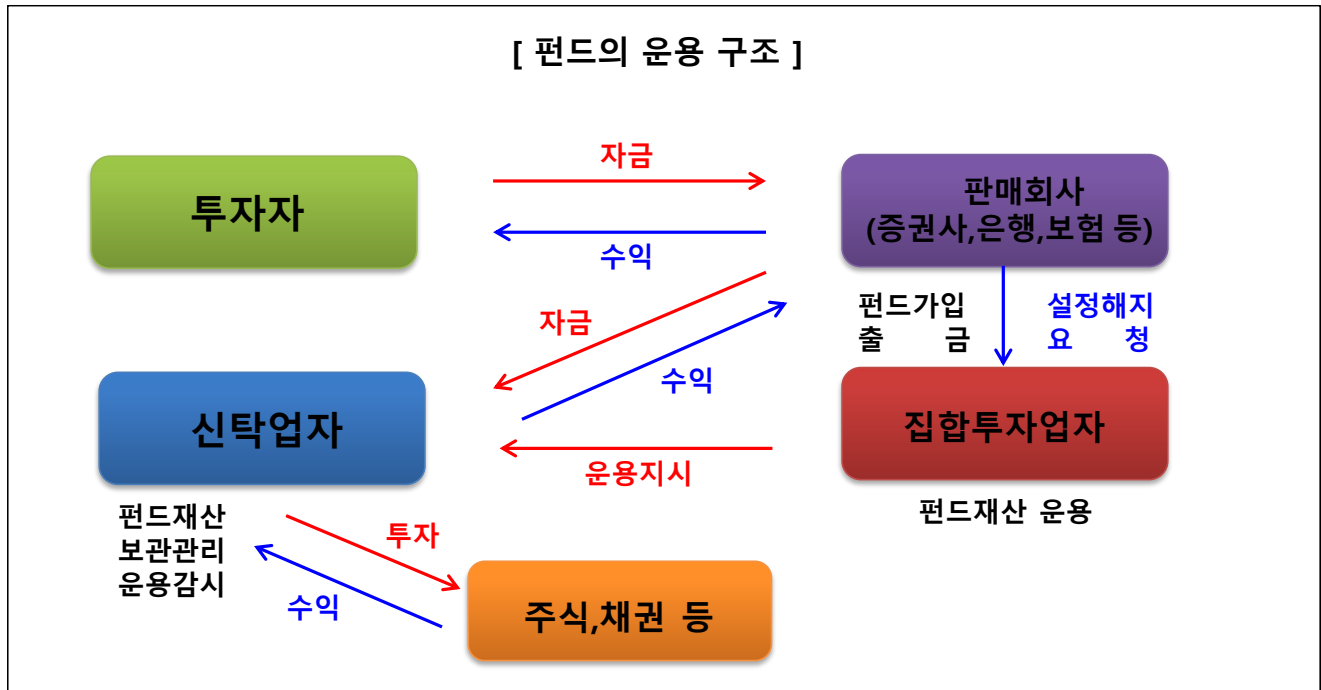 [ 펀드의 운용 구조 ]
자금
투자자
판매회사
(증권사,은행,보험 등)
수익
자금
펀드가입
출 금
설정해지
요 청
수익
신탁업자
집합투자업자
운용지시
펀드재산
보관관리
운용감시
펀드재산 운용
투자
수익
주식,채권 등